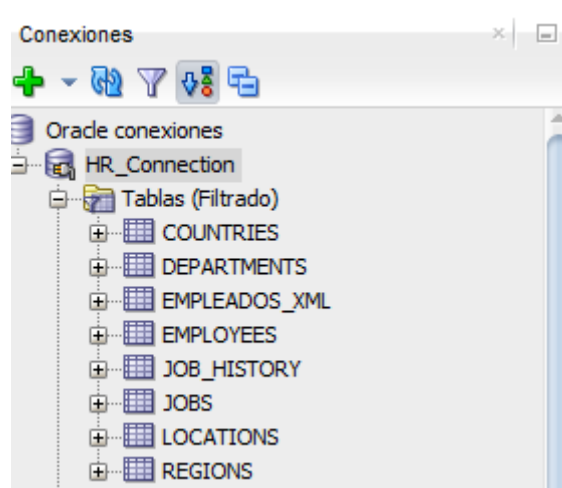 Conexiones
Oracle conexiones
HR_Connection
Tablas (Filtrado)
COUNTRIES
DEPARTMENTS
EMPLEADOS_XML
EMPLOYEES
JOB_HISTORY
JOBS
LOCATIONS
REGIONS